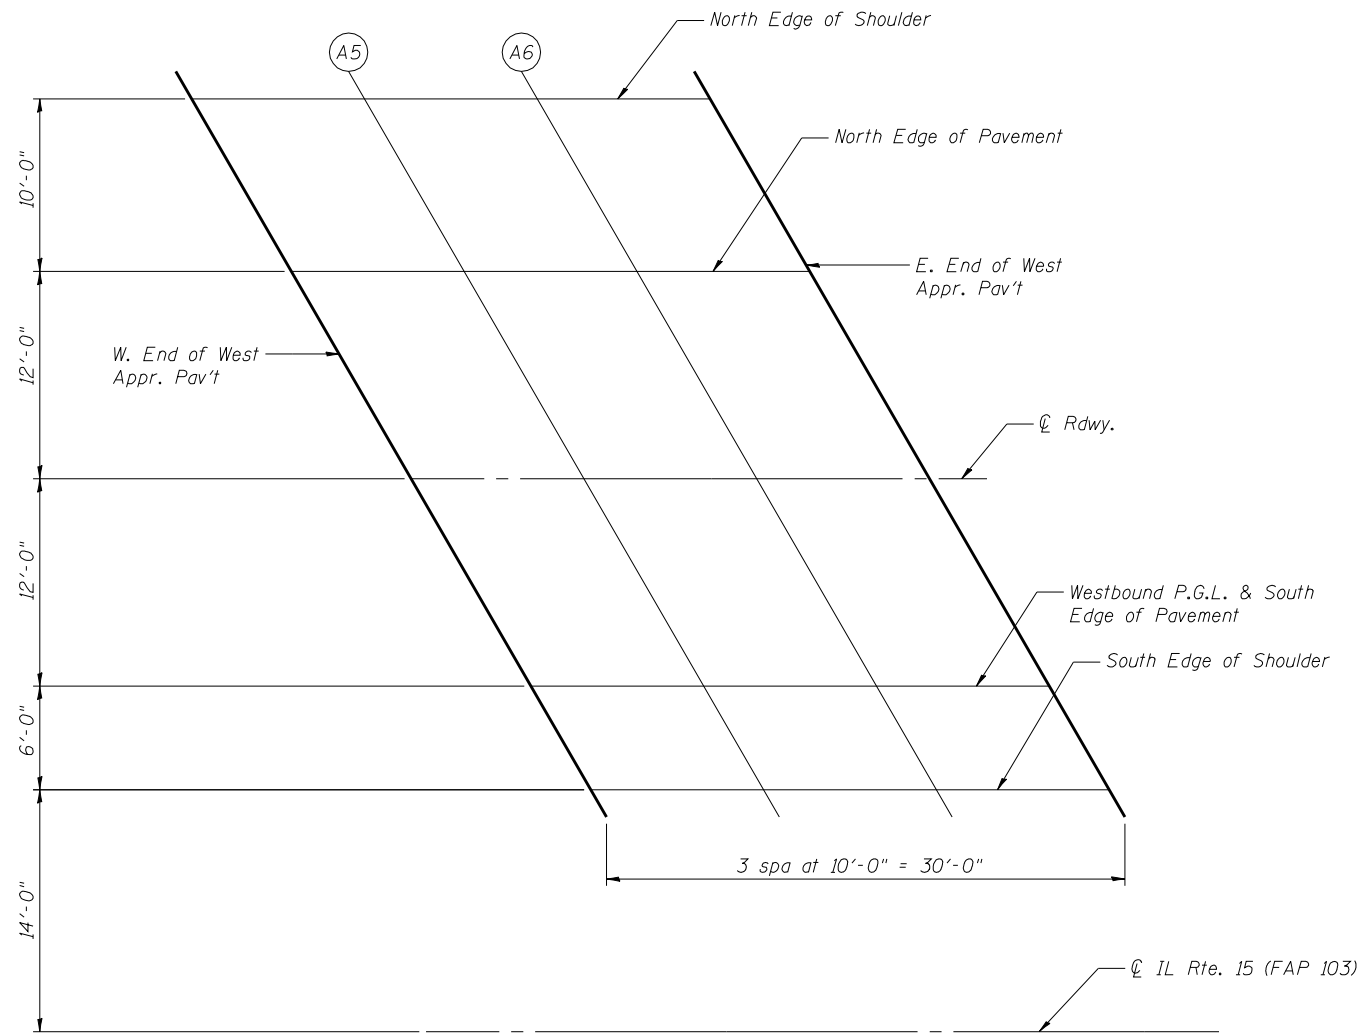 North Edge of Shoulder
A5
A6
North Edge of Pavement
10'-0"
E. End of West
Appr. Pav't
W. End of West
Appr. Pav't
12'-0"
℄ Rdwy.
12'-0"
Westbound P.G.L. & South
Edge of Pavement
South Edge of Shoulder
6'-0"
3 spa at 10'-0" = 30'-0"
14'-0"
℄ IL Rte. 15 (FAP 103)